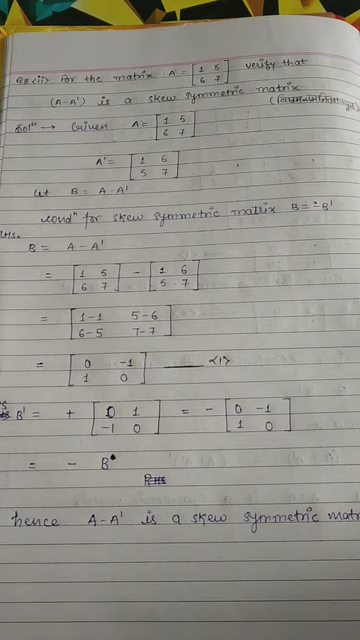 Q8(ii) For the matrix A = [1 5] verify that
[6 7]
(A-A') is a skew symmetric matrix
Solⁿ → Given A = [1 5]
[6 7]
A' = [1 6]
[5 7]
Let B = A-A'
condⁿ for skew symmetric matrix B = -B'
LHS.
B = A - A'
= [1 5] - [1 6]
[6 7] [5 7]
= [1-1 5-6]
[6-5 7-7]
= [0 -1] —— <1>
[1 0]
B' = + [0 1] = - [0 -1]
[-1 0] [1 0]
= - B
hence A-A' is a skew symmetric matr